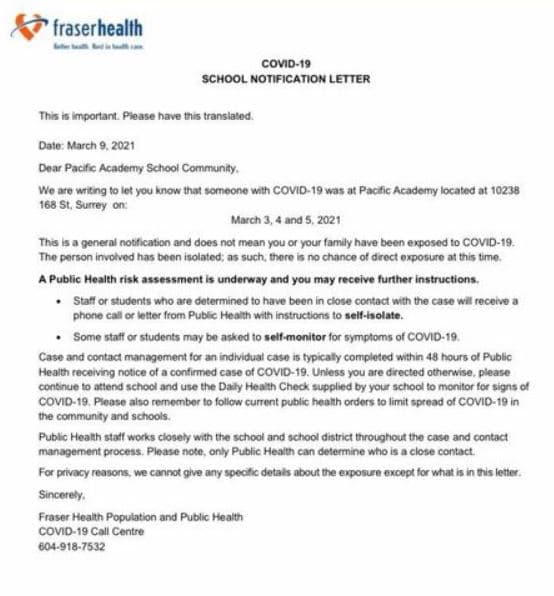 fraserhealth
Better health. Best in health care.
COVID-19
SCHOOL NOTIFICATION LETTER
This is important. Please have this translated.
Date: March 9, 2021
Dear Pacific Academy School Community,
We are writing to let you know that someone with COVID-19 was at Pacific Academy located at 10238
168 St, Surrey on:
March 3, 4 and 5, 2021
This is a general notification and does not mean you or your family have been exposed to COVID-19.
The person involved has been isolated; as such, there is no chance of direct exposure at this time.
A Public Health risk assessment is underway and you may receive further instructions.
• Staff or students who are determined to have been in close contact with the case will receive a
phone call or letter from Public Health with instructions to self-isolate.
• Some staff or students may be asked to self-monitor for symptoms of COVID-19.
Case and contact management for an individual case is typically completed within 48 hours of Public
Health receiving notice of a confirmed case of COVID-19. Unless you are directed otherwise, please
continue to attend school and use the Daily Health Check supplied by your school to monitor for signs of
COVID-19. Please also remember to follow current public health orders to limit spread of COVID-19 in
the community and schools.
Public Health staff works closely with the school and school district throughout the case and contact
management process. Please note, only Public Health can determine who is a close contact.
For privacy reasons, we cannot give any specific details about the exposure except for what is in this letter.
Sincerely,
Fraser Health Population and Public Health
COVID-19 Call Centre
604-918-7532